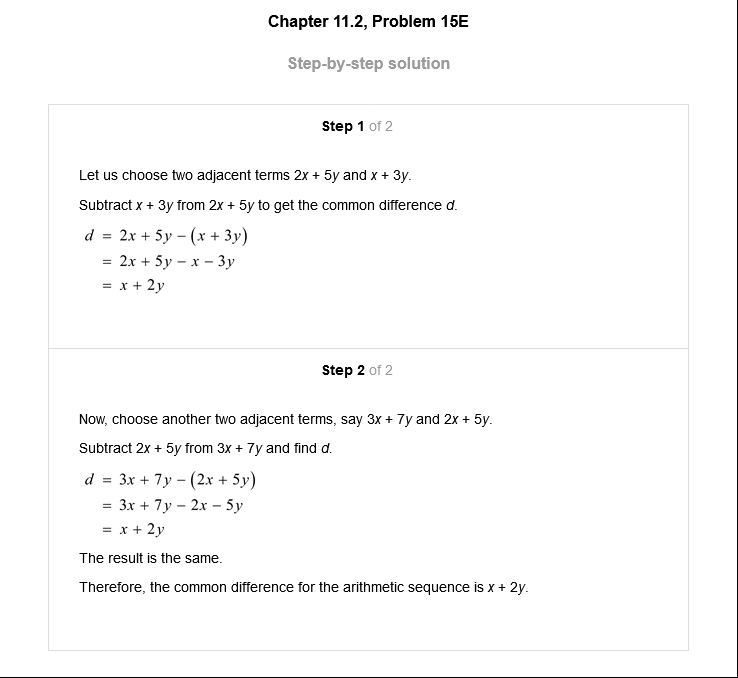 Chapter 11.2, Problem 15E
Step-by-step solution
Step 1 of 2
Let us choose two adjacent terms 2x + 5y and x + 3y.
Subtract x + 3y from 2x + 5y to get the common difference d.
d = 2x + 5y − (x + 3y)
= 2x + 5y − x − 3y
= x + 2y
Step 2 of 2
Now, choose another two adjacent terms, say 3x + 7y and 2x + 5y.
Subtract 2x + 5y from 3x + 7y and find d.
d = 3x + 7y − (2x + 5y)
= 3x + 7y − 2x − 5y
= x + 2y
The result is the same.
Therefore, the common difference for the arithmetic sequence is x + 2y.